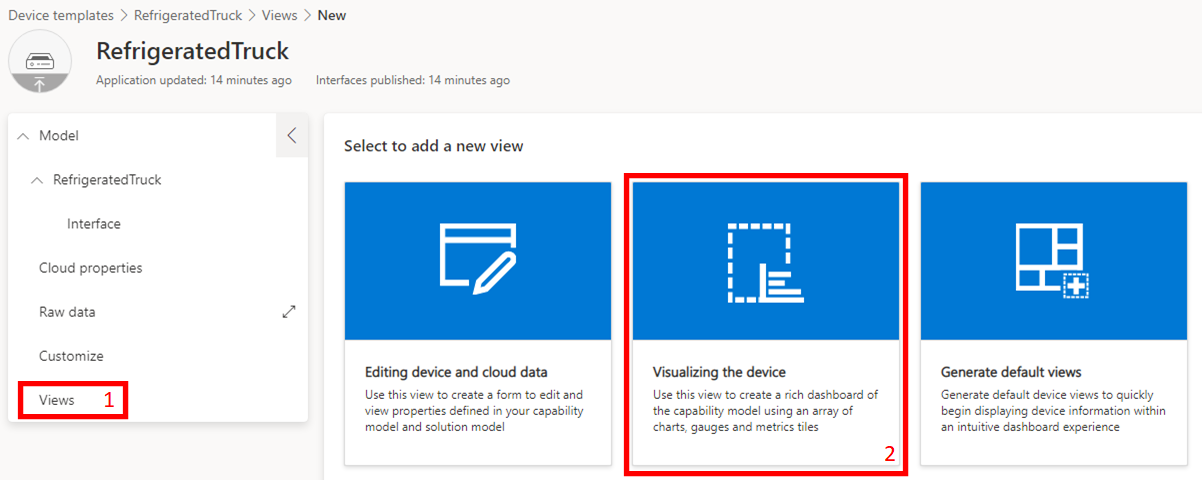 Device templates > RefrigeratedTruck > Views > New
RefrigeratedTruck
Application updated: 14 minutes ago Interfaces published: 14 minutes ago
Model
RefrigeratedTruck
Interface
Cloud properties
Raw data
Customize
Views 1
Select to add a new view
Editing device and cloud data
Use this view to create a form to edit and
view properties defined in your capability
model and solution model
Visualizing the device
Use this view to create a rich dashboard of
the capability model using an array of
charts, gauges and metrics tiles
2
Generate default views
Generate default device views to quickly
begin displaying device information within
an intuitive dashboard experience